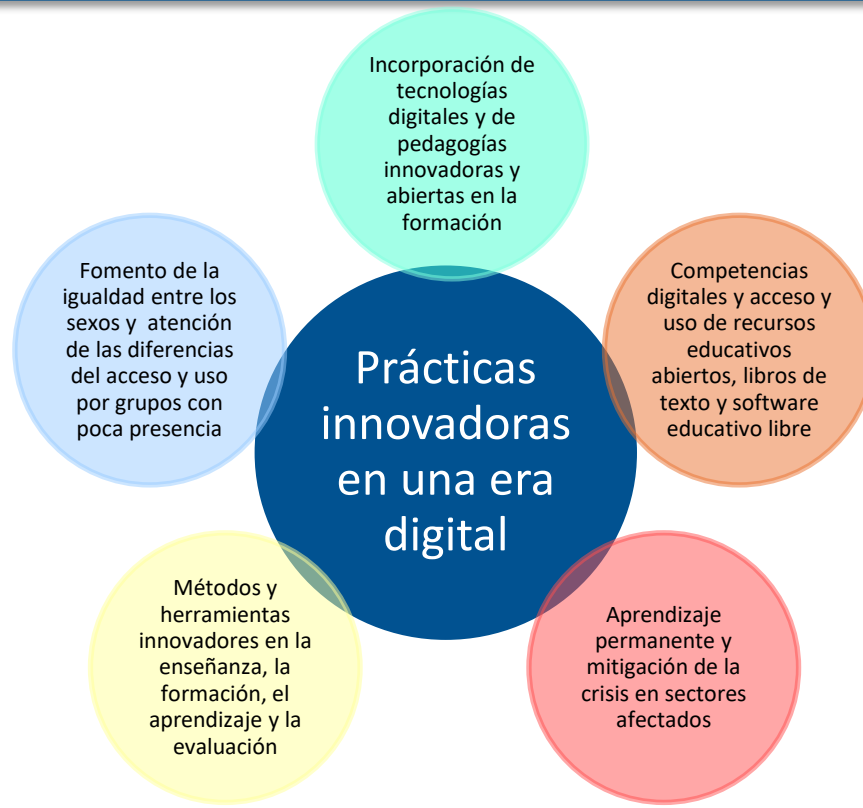 Incorporación de
tecnologías
digitales y de
pedagogías
innovadoras y
abiertas en la
formación
Fomento de la
igualdad entre los
sexos y  atención
de las diferencias
del acceso y uso
por grupos con
poca presencia
Competencias
digitales y acceso y
uso de recursos
educativos
abiertos, libros de
texto y software
educativo libre
Prácticas
innovadoras
en una era
digital
Métodos y
herramientas
innovadores en la
enseñanza, la
formación, el
aprendizaje y la
evaluación
Aprendizaje
permanente y
mitigación de la
crisis en sectores
afectados